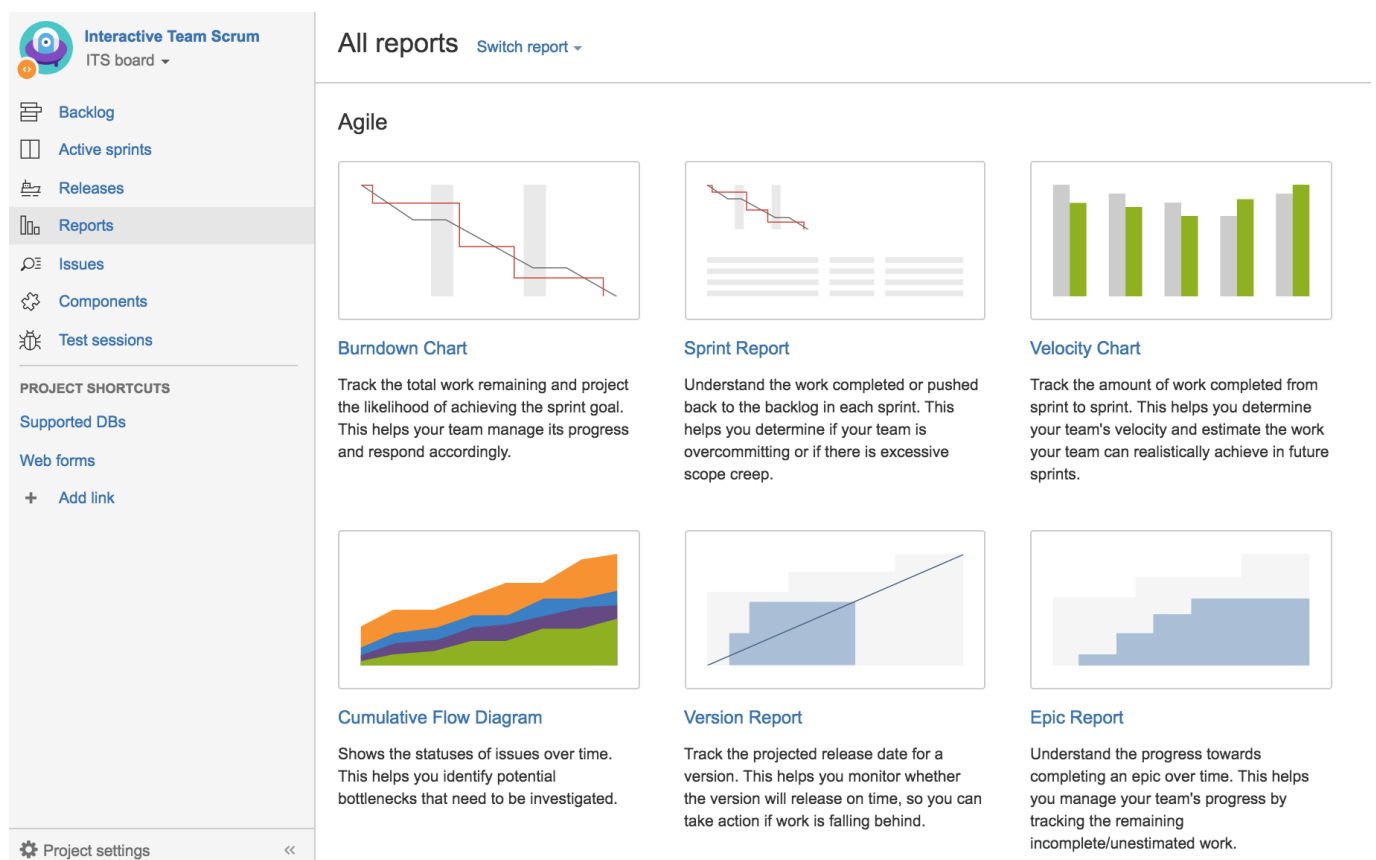 Interactive Team Scrum
ITS board
Backlog
Active sprints
Releases
Reports
Issues
Components
Test sessions
PROJECT SHORTCUTS
Supported DBs
Web forms
+ Add link
Project settings
«
All reports Switch report
Agile
Burndown Chart
Track the total work remaining and project
the likelihood of achieving the sprint goal.
This helps your team manage its progress
and respond accordingly.
Sprint Report
Understand the work completed or pushed
back to the backlog in each sprint. This
helps you determine if your team is
overcommitting or if there is excessive
scope creep.
Velocity Chart
Track the amount of work completed from
sprint to sprint. This helps you determine
your team's velocity and estimate the work
your team can realistically achieve in future
sprints.
Cumulative Flow Diagram
Shows the statuses of issues over time.
This helps you identify potential
bottlenecks that need to be investigated.
Version Report
Track the projected release date for a
version. This helps you monitor whether
the version will release on time, so you can
take action if work is falling behind.
Epic Report
Understand the progress towards
completing an epic over time. This helps
you manage your team's progress by
tracking the remaining
incomplete/unestimated work.